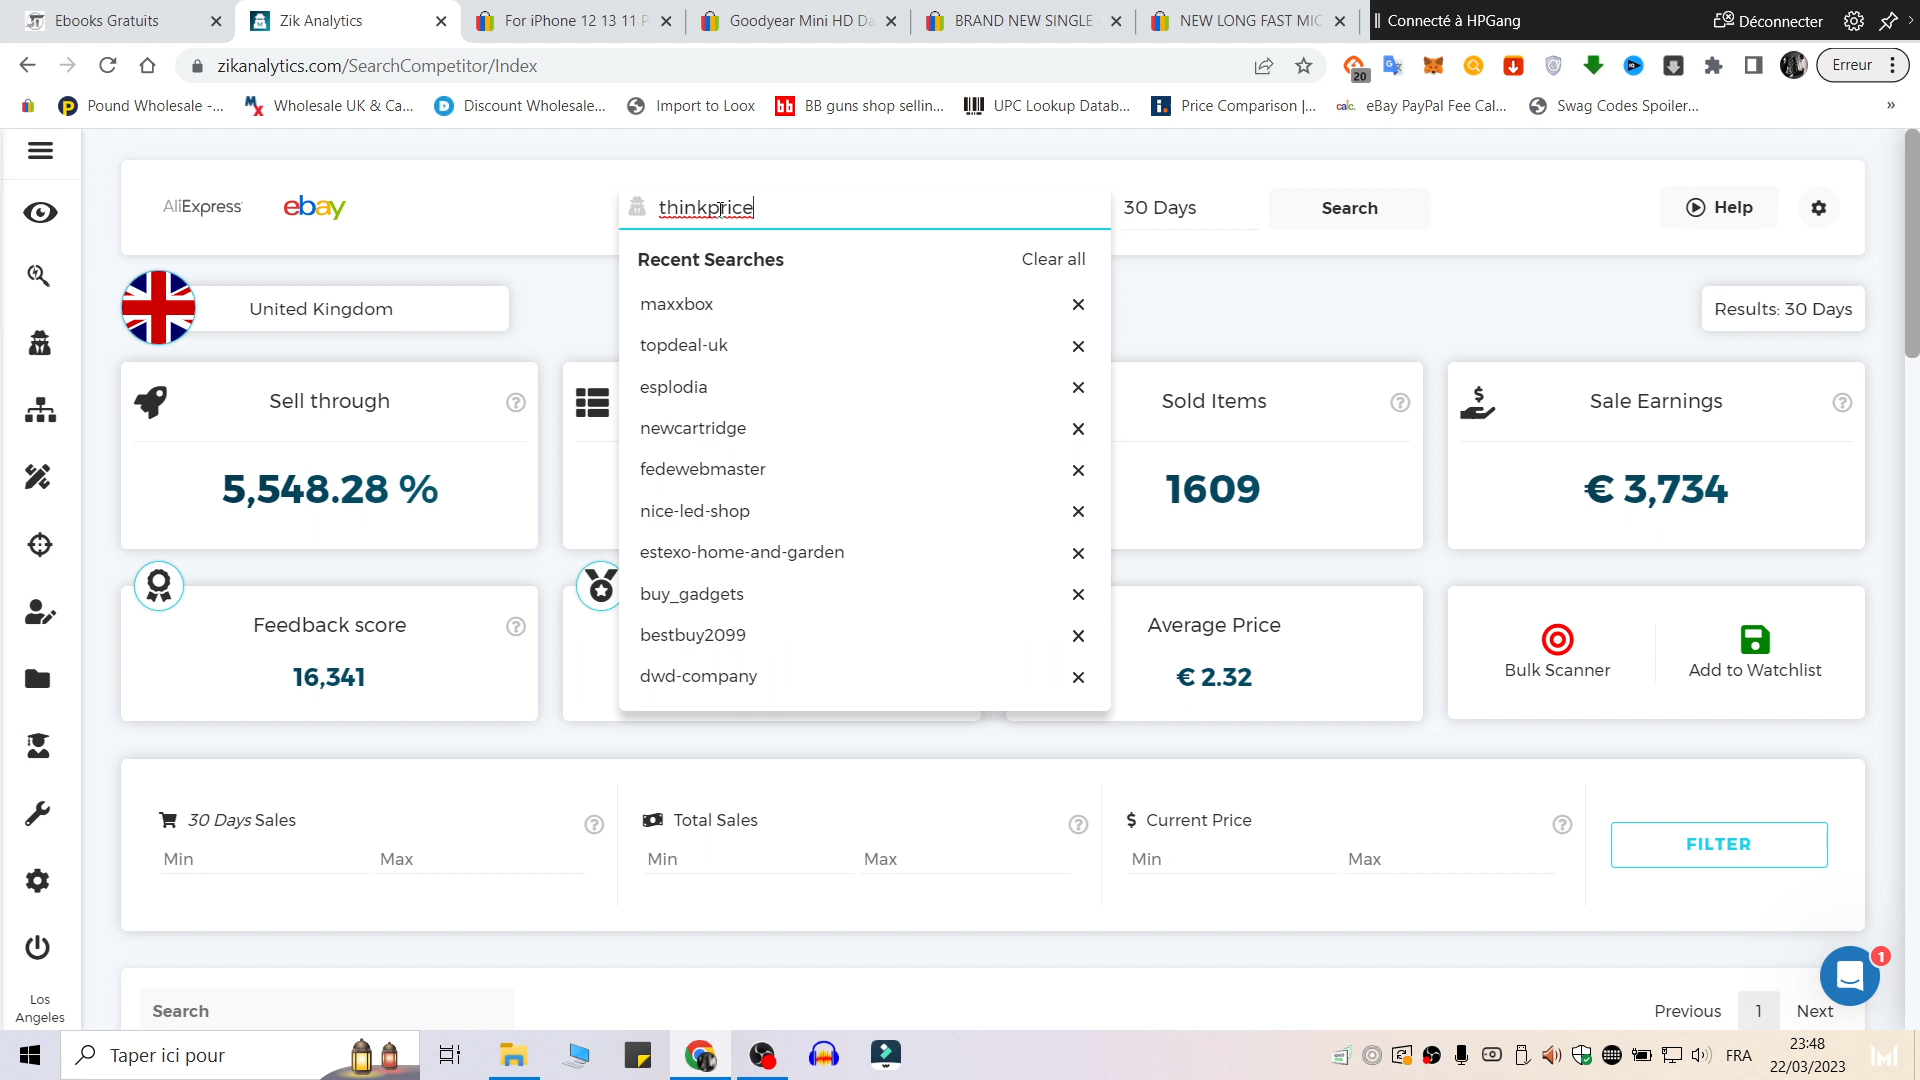 Ebooks Gratuits
Zik Analytics
For iPhone 12 13 11 P
Goodyear Mini HD Da
BRAND NEW SINGLE
NEW LONG FAST MIC
Connecté à HPGang
Déconnecter
zikanalytics.com/SearchCompetitor/Index
20
Erreur
Pound Wholesale -...
Wholesale UK & Ca...
Discount Wholesale...
Import to Loox
BB guns shop sellin...
UPC Lookup Datab...
Price Comparison |...
eBay PayPal Fee Cal...
Swag Codes Spoiler...
»
AliExpress
ebay
thinkprice
30 Days
Search
Help
Recent Searches
Clear all
maxxbox
topdeal-uk
esplodia
newcartridge
fedewebmaster
nice-led-shop
estexo-home-and-garden
buy_gadgets
bestbuy2099
dwd-company
United Kingdom
Results: 30 Days
Sell through
5,548.28 %
Sold Items
1609
Sale Earnings
€ 3,734
Feedback score
16,341
Average Price
€ 2.32
Bulk Scanner
Add to Watchlist
30 Days Sales
Min
Max
Total Sales
Min
Max
$ Current Price
Min
Max
FILTER
1
Search
Previous
1
Next
Los
Angeles
Taper ici pour
FRA
23:48
22/03/2023